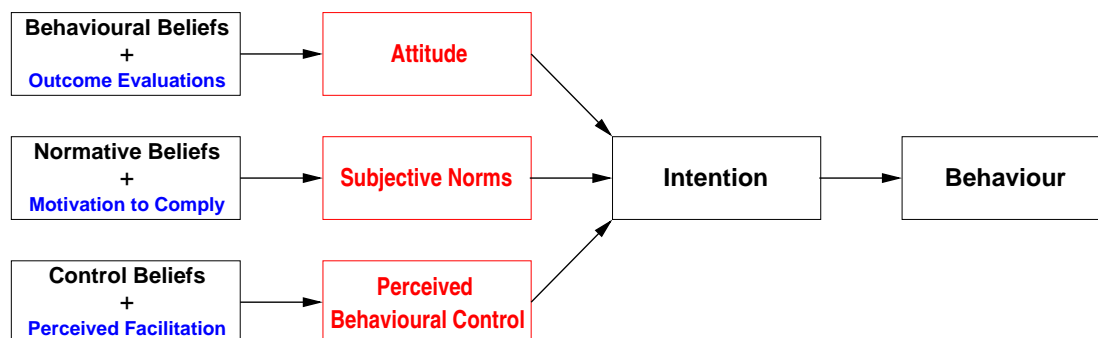 Behavioural Beliefs
+
Outcome Evaluations
Attitude
Normative Beliefs
+
Motivation to Comply
Subjective Norms
Intention
Behaviour
Control Beliefs
+
Perceived Facilitation
Perceived
Behavioural Control